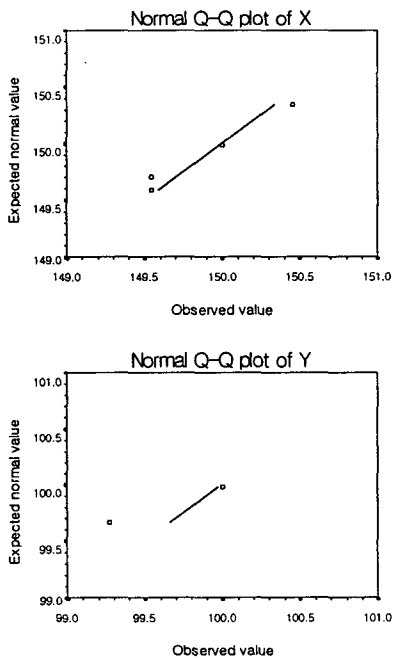 Normal Q-Q plot of X
Expected normal value
151.0
150.5
150.0
149.5
149.0
149.0 149.5 150.0 150.5 151.0
Observed value
Normal Q-Q plot of Y
Expected normal value
101.0
100.5
100.0
99.5
99.0
99.0 99.5 100.0 100.5 101.0
Observed value